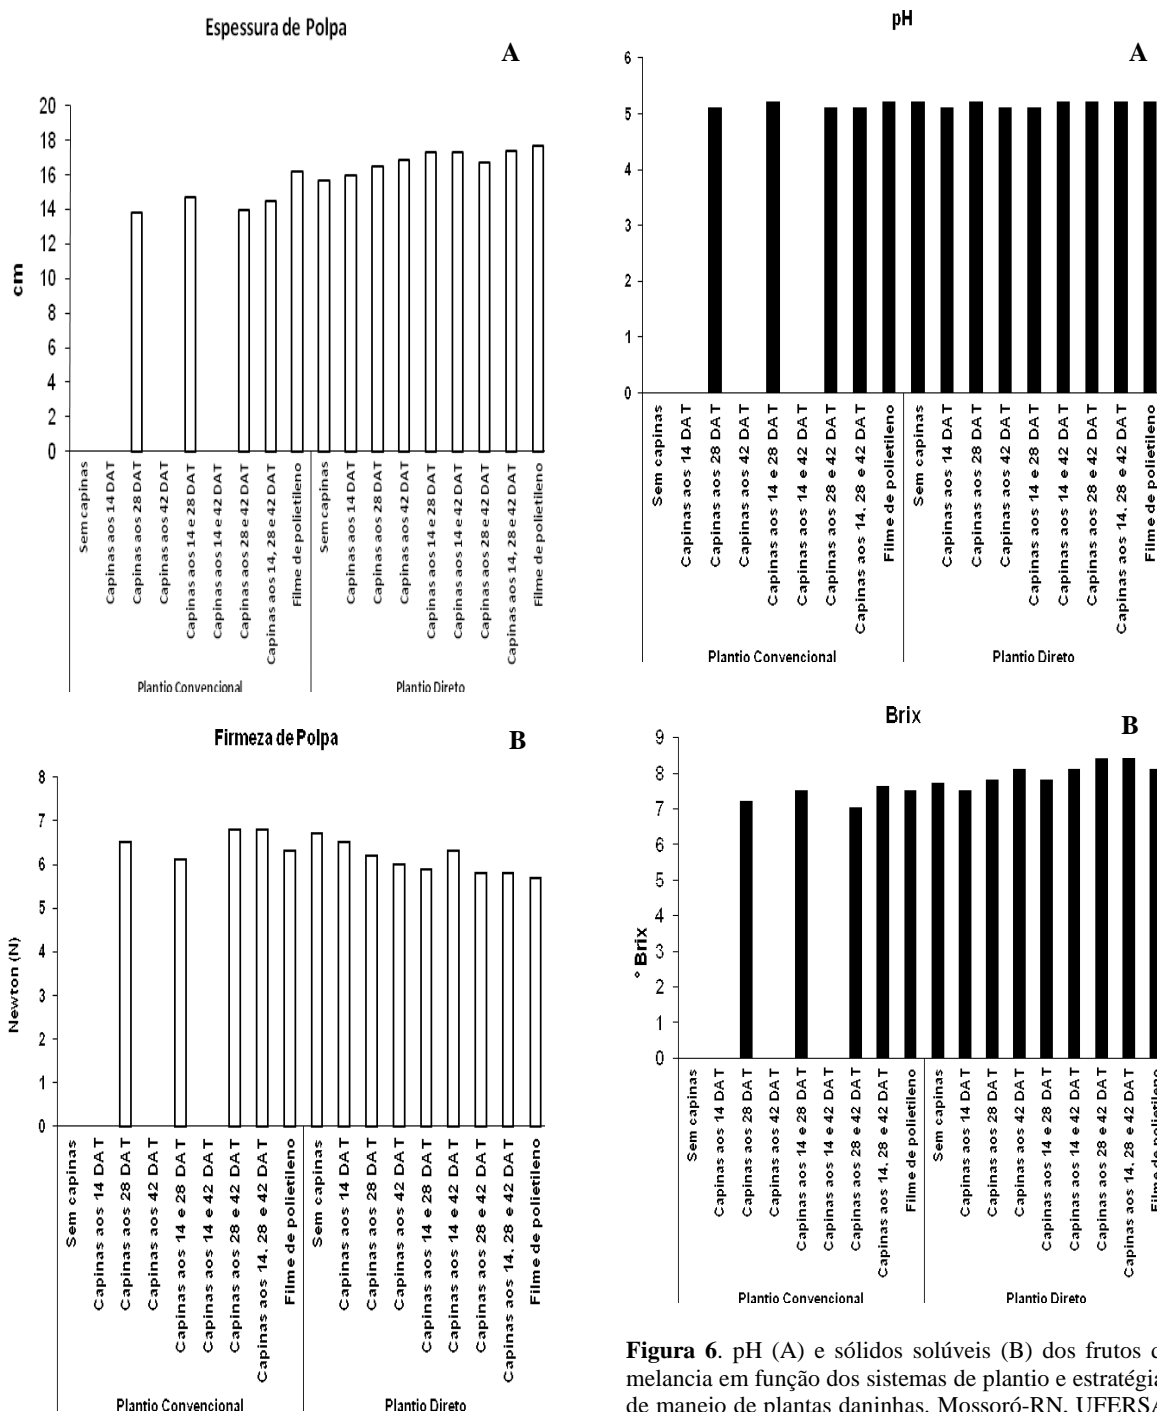 Espessura de Polpa
A
cm
20
18
16
14
12
10
8
6
4
2
0
Sem capinas
Capinas aos 14 DAT
Capinas aos 28 DAT
Capinas aos 42 DAT
Capinas aos 14 e 28 DAT
Capinas aos 14 e 42 DAT
Capinas aos 28 e 42 DAT
Capinas aos 14, 28 e 42 DAT
Filme de polietileno
Sem capinas
Capinas aos 14 DAT
Capinas aos 28 DAT
Capinas aos 42 DAT
Capinas aos 14 e 28 DAT
Capinas aos 14 e 42 DAT
Capinas aos 28 e 42 DAT
Capinas aos 14, 28 e 42 DAT
Filme de polietileno
Plantio Convencional
Plantio Direto
Firmeza de Polpa
B
Newton (N)
8
7
6
5
4
3
2
1
0
Sem capinas
Capinas aos 14 DAT
Capinas aos 28 DAT
Capinas aos 42 DAT
Capinas aos 14 e 28 DAT
Capinas aos 14 e 42 DAT
Capinas aos 28 e 42 DAT
Capinas aos 14. 28 e 42 DAT
Filme de polietileno
Sem capinas
Capinas aos 14 DAT
Capinas aos 28 DAT
Capinas aos 42 DAT
Capinas aos 14 e 28 DAT
Capinas aos 14 e 42 DAT
Capinas aos 28 e 42 DAT
Capinas aos 14. 28 e 42 DAT
Filme de polietileno
Plantio Convencional
Plantio Direto
pH
A
6
5
4
3
2
1
0
Sem capinas
Capinas aos 14 DAT
Capinas aos 28 DAT
Capinas aos 42 DAT
Capinas aos 14 e 28 DAT
Capinas aos 14 e 42 DAT
Capinas aos 28 e 42 DAT
Capinas aos 14. 28 e 42 DAT
Filme de polietileno
Sem capinas
Capinas aos 14 DAT
Capinas aos 28 DAT
Capinas aos 42 DAT
Capinas aos 14 e 28 DAT
Capinas aos 14 e 42 DAT
Capinas aos 28 e 42 DAT
Capinas aos 14. 28 e 42 DAT
Filme de polietileno
Plantio Convencional
Plantio Direto
Brix
B
° Brix
9
8
7
6
5
4
3
2
1
0
Sem capinas
Capinas aos 14 DAT
Capinas aos 28 DAT
Capinas aos 42 DAT
Capinas aos 14 e 28 DAT
Capinas aos 14 e 42 DAT
Capinas aos 28 e 42 DAT
Capinas aos 14. 28 e 42 DAT
Filme de polietileno
Sem capinas
Capinas aos 14 DAT
Capinas aos 28 DAT
Capinas aos 42 DAT
Capinas aos 14 e 28 DAT
Capinas aos 14 e 42 DAT
Capinas aos 28 e 42 DAT
Capinas aos 14. 28 e 42 DAT
Filme de polietileno
Plantio Convencional
Plantio Direto
Figura 6. pH (A) e sólidos solúveis (B) dos frutos
melancia em função dos sistemas de plantio e estratégia
de manejo de plantas daninhas. Mossoró-RN, UFERSA